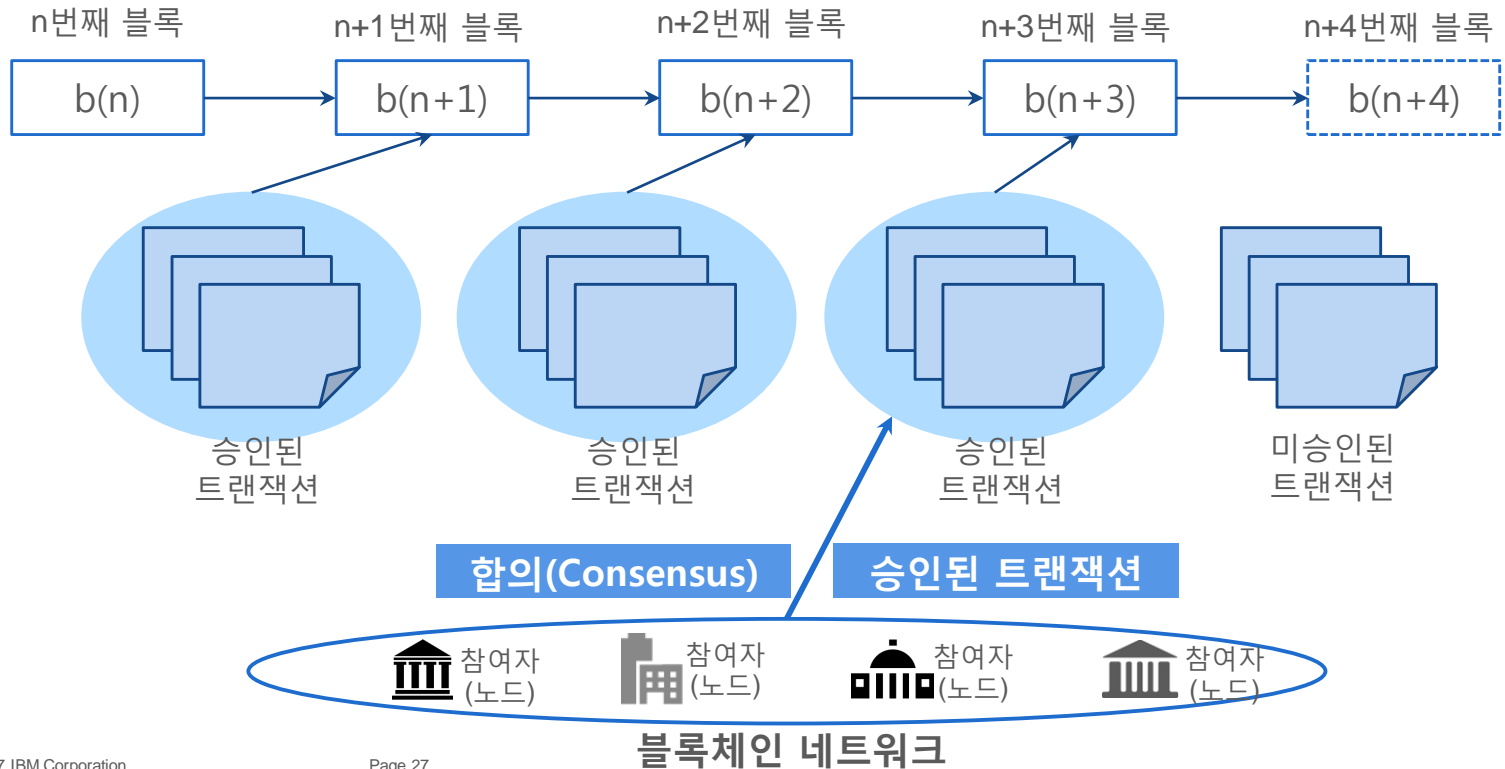 n번째 블록
n+1번째 블록
n+2번째 블록
n+3번째 블록
n+4번째 블록
b(n)
b(n+1)
b(n+2)
b(n+3)
b(n+4)
승인된
트랜잭션
승인된
트랜잭션
승인된
트랜잭션
미승인된
트랜잭션
합의(Consensus)
승인된 트랜잭션
참여자
(노드)
참여자
(노드)
참여자
(노드)
참여자
(노드)
블록체인 네트워크
7 IBM Corporation
Page 27